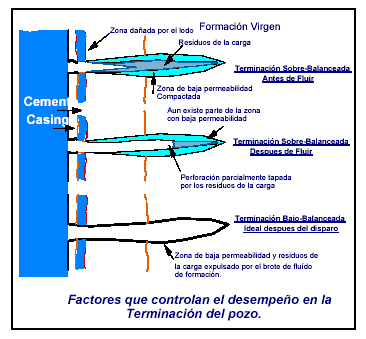 Zona dañada por el lodo
Formación Virgen
Residuos de la carga
Terminación Sobre-Balanceada
Antes de Fluir
Zona de baja permeabilidad
Compactada
Cement
Casing
Aun existe parte de la zona
con baja permeabilidad
Terminación Sobre-Balanceada
Despues de Fluir
Perforación parcialmente tapada
por los residuos de la carga
Terminación Bajo-Balanceada
Ideal despues del disparo
Zona de baja permeabilidad y residuos de
la carga expulsado por el brote de fluido
de formación.
Factores que controlan el desempeño en la
Terminación del pozo.